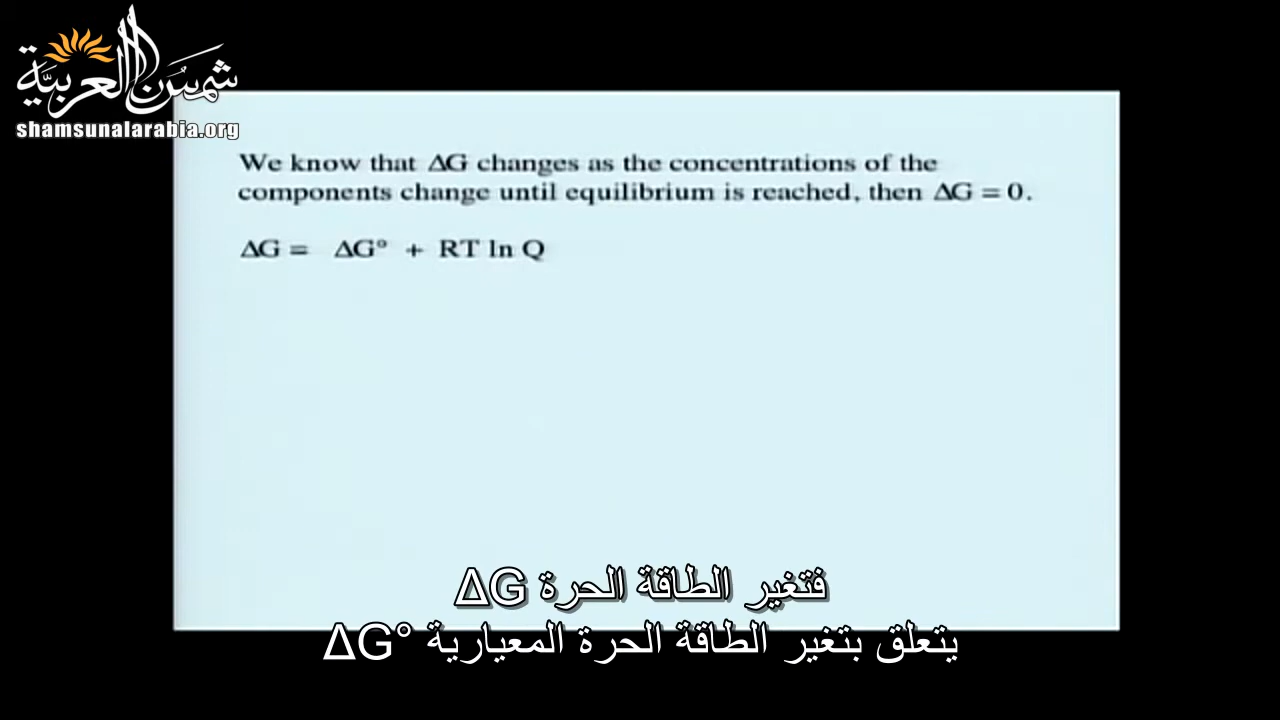 شمس العربية
shamsunalarabia.org
We know that ΔG changes as the concentrations of the
components change until equilibrium is reached, then ΔG = 0.
ΔG = ΔG° + RT ln Q
فتغير الطاقة الحرة ΔG
يتعلق بتغير الطاقة الحرة المعيارية ΔG°